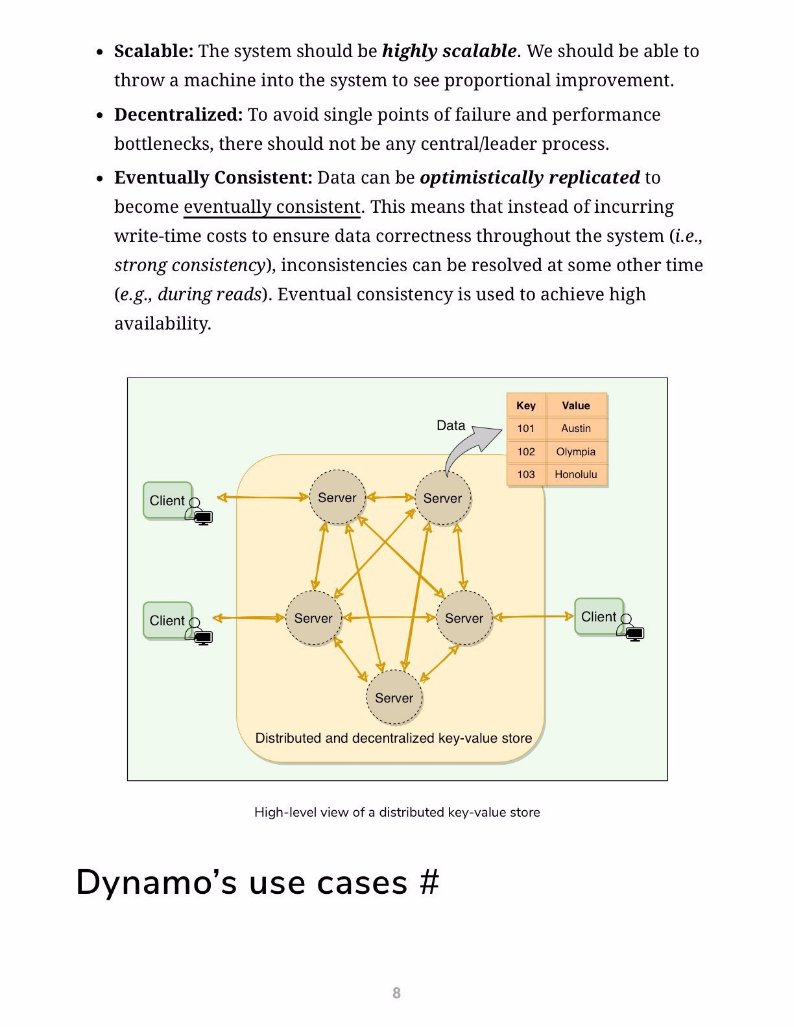 • Scalable: The system should be highly scalable. We should be able to
throw a machine into the system to see proportional improvement.
• Decentralized: To avoid single points of failure and performance
bottlenecks, there should not be any central/leader process.
• Eventually Consistent: Data can be optimistically replicated to
become eventually consistent. This means that instead of incurring
write-time costs to ensure data correctness throughout the system (i.e.,
strong consistency), inconsistencies can be resolved at some other time
(e.g., during reads). Eventual consistency is used to achieve high
availability.
Key Value
Data
101 Austin
102 Olympia
103 Honolulu
Client
Server
Server
Client
Server
Server
Client
Server
Distributed and decentralized key-value store
High-level view of a distributed key-value store
Dynamo’s use cases #
8